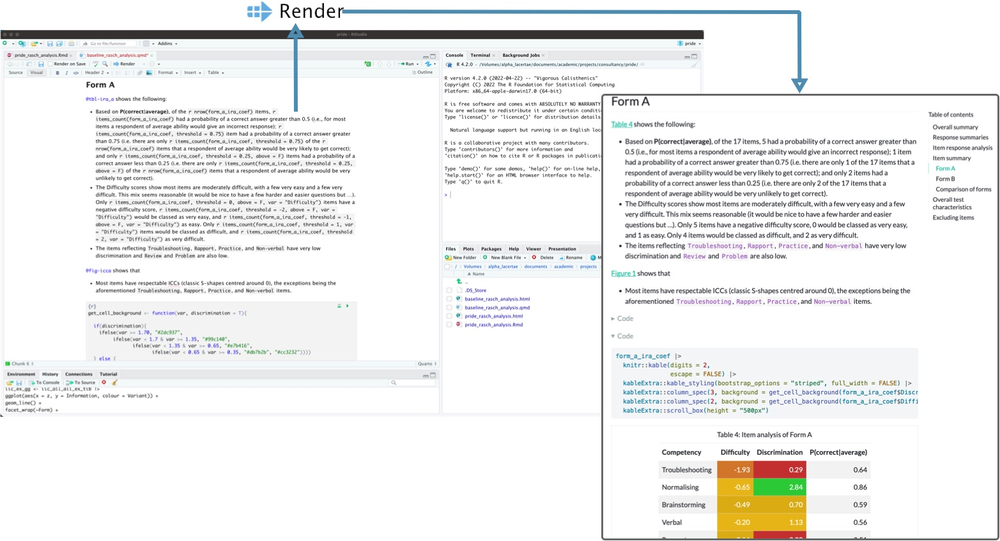 Render
pride - RStudio
Go to file/function
Addins
pride
pride_rasch_analysis.Rmd
baseline_rasch_analysis.qmd*
Render on Save
Render
Run
Source
Visual
B I </> Header 2
Format
Insert
Table
Outline
Form A
@tbl-ira_a shows the following:
• Based on P(correct|average), of the r nrow(form_a_ira_coef) items, r
items_count(form_a_ira_coef) had a probability of a correct answer greater than 0.5 (i.e., for most
items a respondent of average ability would give an incorrect response); r
items_count(form_a_ira_coef, threshold = 0.75) item had a probability of a correct answer greater
than 0.75 (i.e. there are only r items_count(form_a_ira_coef, threshold = 0.75) of the r
nrow(form_a_ira_coef) items that a respondent of average ability would be very likely to get correct);
and only r items_count(form_a_ira_coef, threshold = 0.25, above = F) items had a probability of a
correct answer less than 0.25 (i.e. there are only r items_count(form_a_ira_coef, threshold = 0.25,
above = F) of the r nrow(form_a_ira_coef) items that a respondent of average ability would be very
unlikely to get correct).
• The Difficulty scores show most items are moderately difficult, with a few very easy and a few very
difficult. This mix seems reasonable (it would be nice to have a few harder and easier questions but ...).
Only r items_count(form_a_ira_coef, threshold = 0, above = F, var = "Difficulty") items have a
negative difficulty score, r items_count(form_a_ira_coef, threshold = -2, above = F, var =
"Difficulty") would be classed as very easy, and r items_count(form_a_ira_coef, threshold = -1,
above = F, var = "Difficulty") as easy. Only r items_count(form_a_ira_coef, threshold = 1, var
= "Difficulty") items would be classed as difficult, and r items_count(form_a_ira_coef, threshold
= 2, var = "Difficulty") as very difficult.
• The items reflecting Troubleshooting, Rapport, Practice, and Non-verbal have very low
discrimination and Review and Problem are also low.
@fig-icca shows that
• Most items have respectable ICCs (classic S-shapes centred around 0), the exceptions being the
aforementioned Troubleshooting, Rapport, Practice, and Non-verbal items.
{r}
get_cell_background <- function(var, discrimination = T){
if(discrimination){
ifelse(var >= 1.70, "#2dc937",
ifelse(var < 1.7 & var >= 1.35, "#99c140",
ifelse(var < 1.35 & var >= 0.65, "#e7b416",
ifelse(var < 0.65 & var >= 0.35, "#db7b2b", "#cc3232"))))
} else {
Chunk 6
Quarto
Environment
History
Connections
Tutorial
To Console
To Source
iic_ex_gg <- iic_all_all_ex_tib |>
ggplot(aes(x = z, y = Information, colour = Variant)) +
geom_line() +
facet_wrap(~Form) +
Console
Terminal
Background Jobs
R 4.2.0 · /Volumes/alpha_lacertae/documents/academic/projects/consultancy/pride/
R version 4.2.0 (2022-04-22) -- "Vigorous Calisthenics"
Copyright (C) 2022 The R Foundation for Statistical Computing
Platform: x86_64-apple-darwin17.0 (64-bit)
R is free software and comes with ABSOLUTELY NO WARRANTY
You are welcome to redistribute it under certain conditi
Type 'license()' or 'licence()' for distribution details
Natural language support but running in an English loc
R is a collaborative project with many contributors.
Type 'contributors()' for more information and
'citation()' on how to cite R or R packages in publicatio
Type 'demo()' for some demos, 'help()' for on-line help,
'help.start()' for an HTML browser interface to help.
Type 'q()' to quit R.
>
Files
Plots
Packages
Help
Viewer
Presentation
New Folder
New Blank File
Delete
Rename
M
/ Volumes alpha_lacertae documents academic projects
Name
..
.DS_Store
baseline_rasch_analysis.html
baseline_rasch_analysis.qmd
pride_rasch_analysis.html
pride_rasch_analysis.Rmd
Form A
Table 4 shows the following:
• Based on P(correct|average), of the 17 items, 5 had a probability of a correct answer greater than
0.5 (i.e., for most items a respondent of average ability would give an incorrect response); 1 item
had a probability of a correct answer greater than 0.75 (i.e. there are only 1 of the 17 items that a
respondent of average ability would be very likely to get correct); and only 2 items had a
probability of a correct answer less than 0.25 (i.e. there are only 2 of the 17 items that a
respondent of average ability would be very unlikely to get correct).
• The Difficulty scores show most items are moderately difficult, with a few very easy and a few
very difficult. This mix seems reasonable (it would be nice to have a few harder and easier
questions but ...). Only 5 items have a negative difficulty score, 0 would be classed as very easy,
and 1 as easy. Only 4 items would be classed as difficult, and 2 as very difficult.
• The items reflecting Troubleshooting, Rapport, Practice, and Non-verbal have very low
discrimination and Review and Problem are also low.
Figure 1 shows that
• Most items have respectable ICCs (classic S-shapes centred around 0), the exceptions being the
aforementioned Troubleshooting, Rapport, Practice, and Non-verbal items.
Code
Code
form_a_ira_coef |>
knitr::kable(digits = 2,
escape = FALSE) |>
kableExtra::kable_styling(bootstrap_options = "striped", full_width = FALSE) |>
kableExtra::column_spec(3, background = get_cell_background(form_a_ira_coef$Discr
kableExtra::column_spec(2, background = get_cell_background(form_a_ira_coef$Diffi
kableExtra::scroll_box(height = "500px")
Table 4: Item analysis of Form A
Competency Difficulty Discrimination P(correct|average)
Troubleshooting -1.93 0.29 0.64
Normalising -0.65 2.84 0.86
Brainstorming -0.49 0.70 0.59
Verbal -0.20 1.13 0.56
Table of contents
Overall summary
Response summaries
Item response analysis
Item summary
Form A
Form B
Comparison of forms
Overall test
characteristics
Excluding items